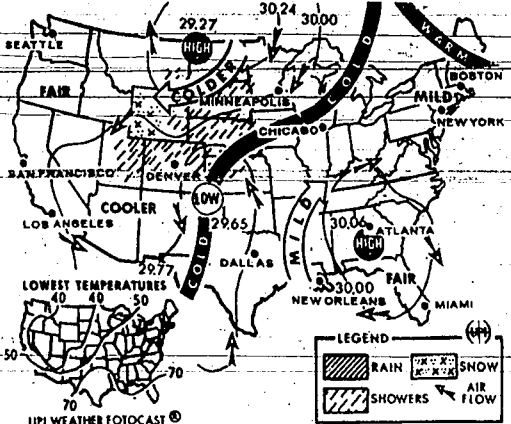 30.24
30.00
29.27
HIGH
SEATTLE
COLD
WARM
COLDER
FAIR
MINNEAPOLIS
BOSTON
MILD
NEW YORK
CHICAGO
SAN FRANCISCO
DENVER
LOW
COOLER
MILD
LOS ANGELES
29.65
30.06
ATLANTA
HIGH
COLD
29.77
DALLAS
FAIR
30.00
NEW ORLEANS
MIAMI
LOWEST TEMPERATURES
40 40 50
50
70
70
UPI WEATHER FOTOCAST ®
LEGEND
UPI
RAIN
SNOW
SHOWERS
AIR FLOW